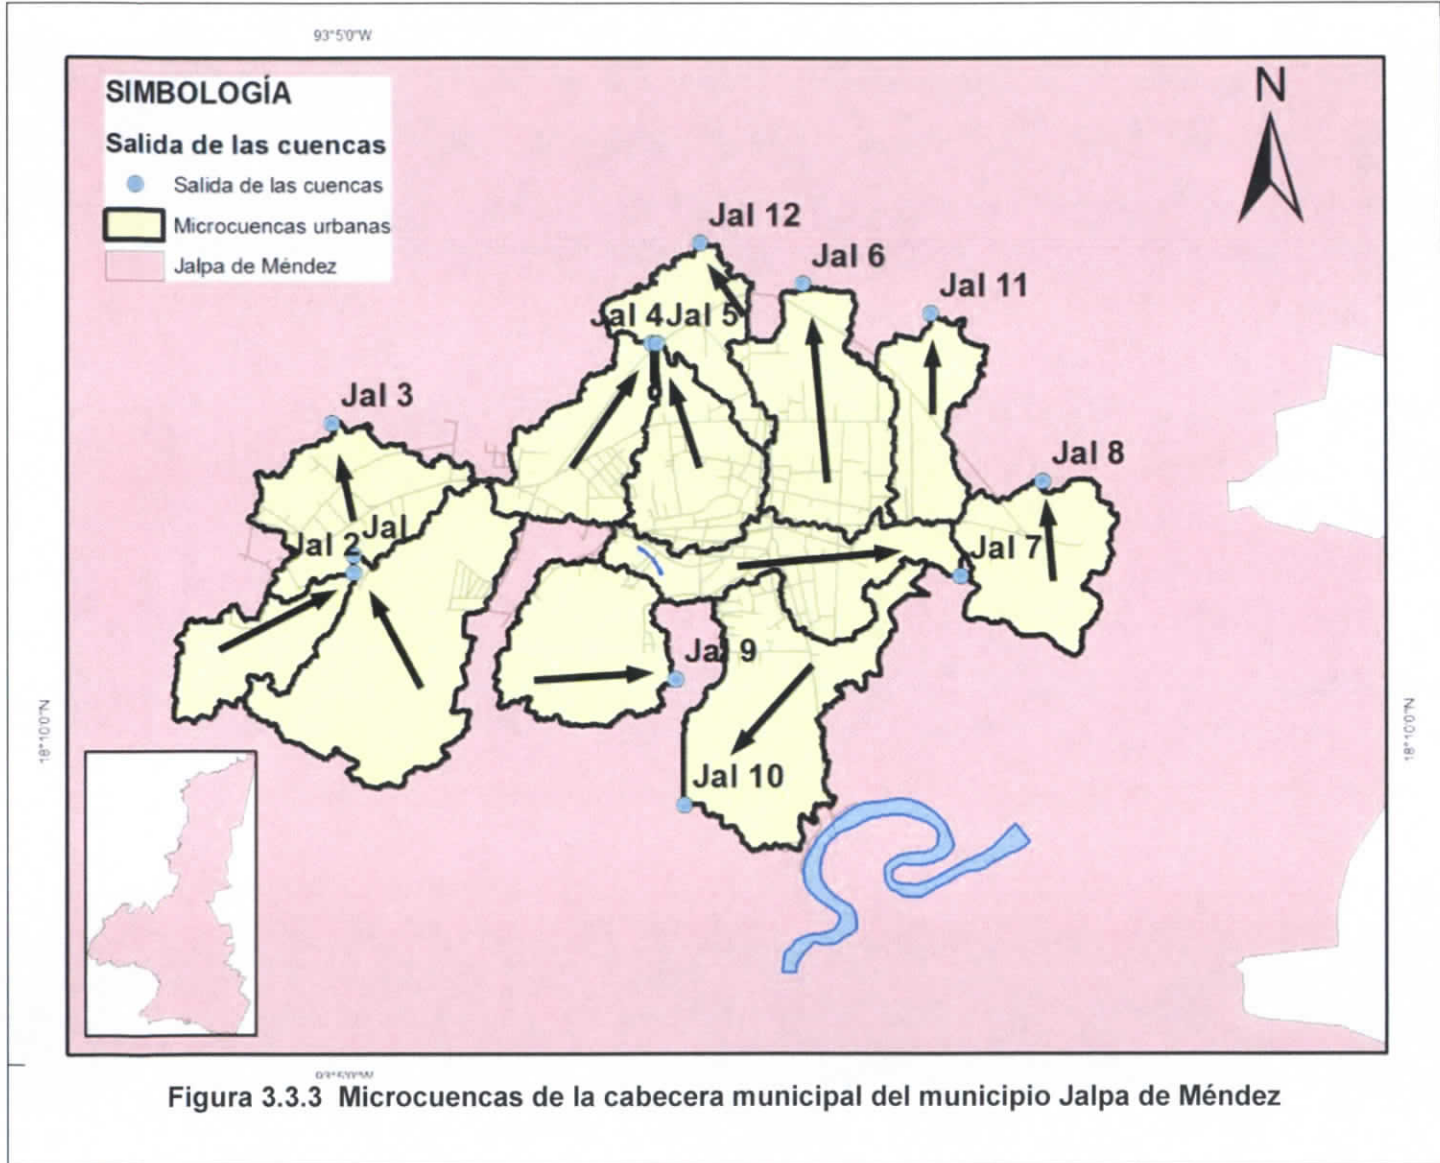 93°5'0"W
SIMBOLOGÍA
Salida de las cuencas
Salida de las cuencas
Microcuencas urbanas
Jalpa de Méndez
N
Jal 12
Jal 6
Jal 11
Jal 4 Jal 5
Jal 3
Jal 8
Jal
Jal 2
Jal 7
Jal 9
Jal 10
18°10'0"N
18°10'0"N
93°5'0"W
Figura 3.3.3 Microcuencas de la cabecera municipal del municipio Jalpa de Méndez